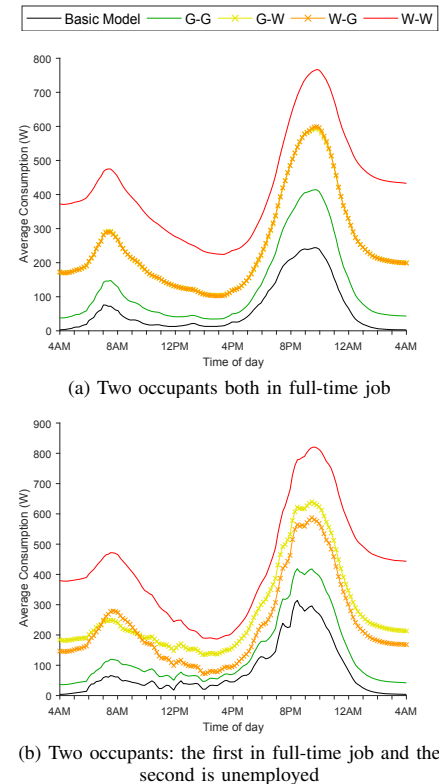 Basic Model G-G G-W W-G W-W
800
700
600
500
400
300
200
100
0
Average Consumption (W)
4AM 8AM 12PM 4PM 8PM 12AM 4AM
Time of day
(a) Two occupants both in full-time job
900
800
700
600
500
400
300
200
100
0
Average Consumption (W)
4AM 8AM 12PM 4PM 8PM 12AM 4AM
Time of day
(b) Two occupants: the first in full-time job and the
second is unemployed